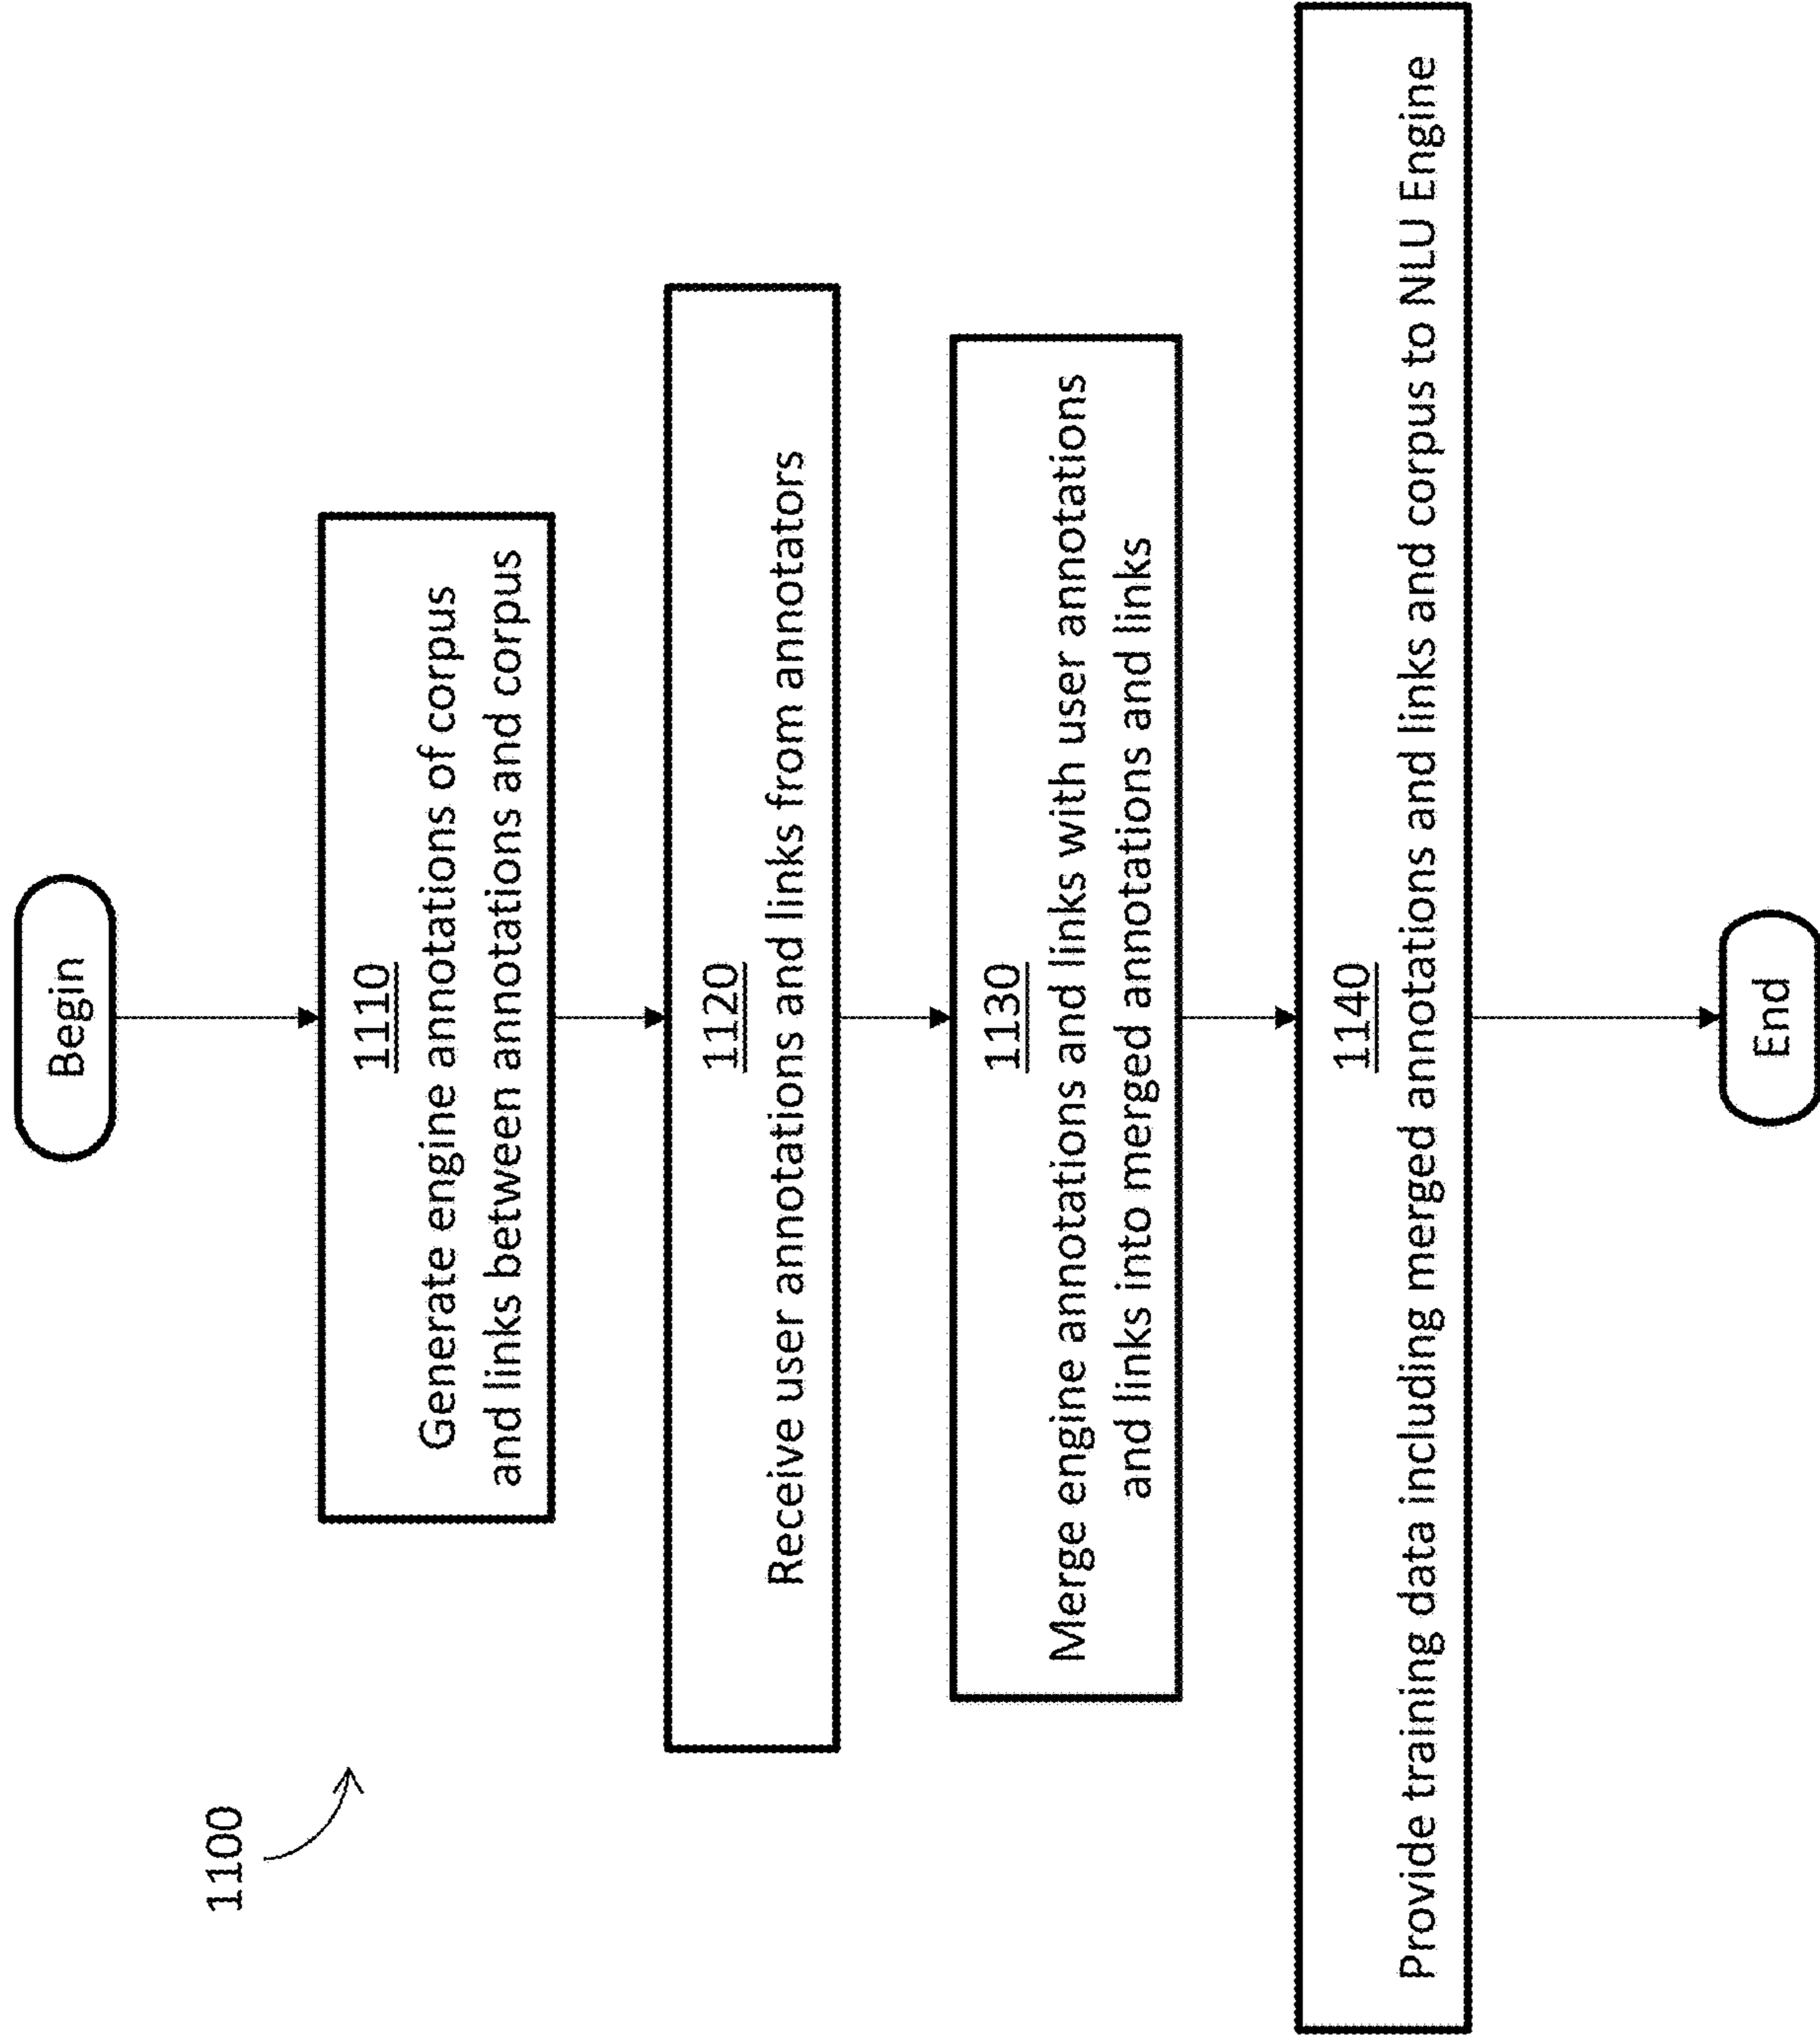 1100
Begin
1110
Generate engine annotations of corpus
and links between annotations and corpus
1120
Receive user annotations and links from annotators
1130
Merge engine annotations and links with user annotations
and links into merged annotations and links
1140
Provide training data including merged annotations and links and corpus to NLU Engine
End